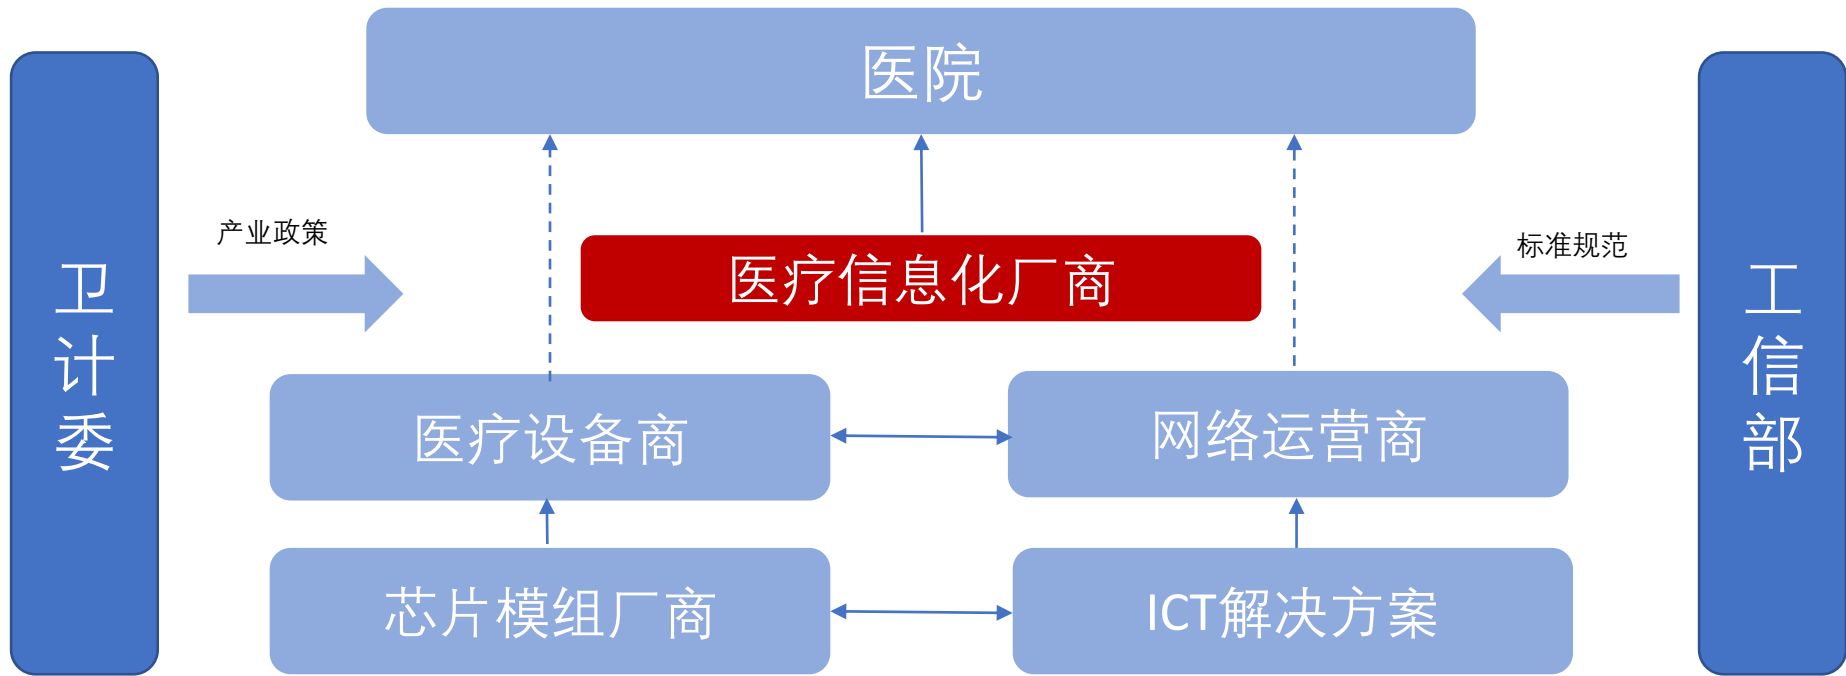 医院
卫计委
产业政策
标准规范
医疗信息化厂商
工信部
医疗设备商
网络运营商
芯片模组厂商
ICT解决方案